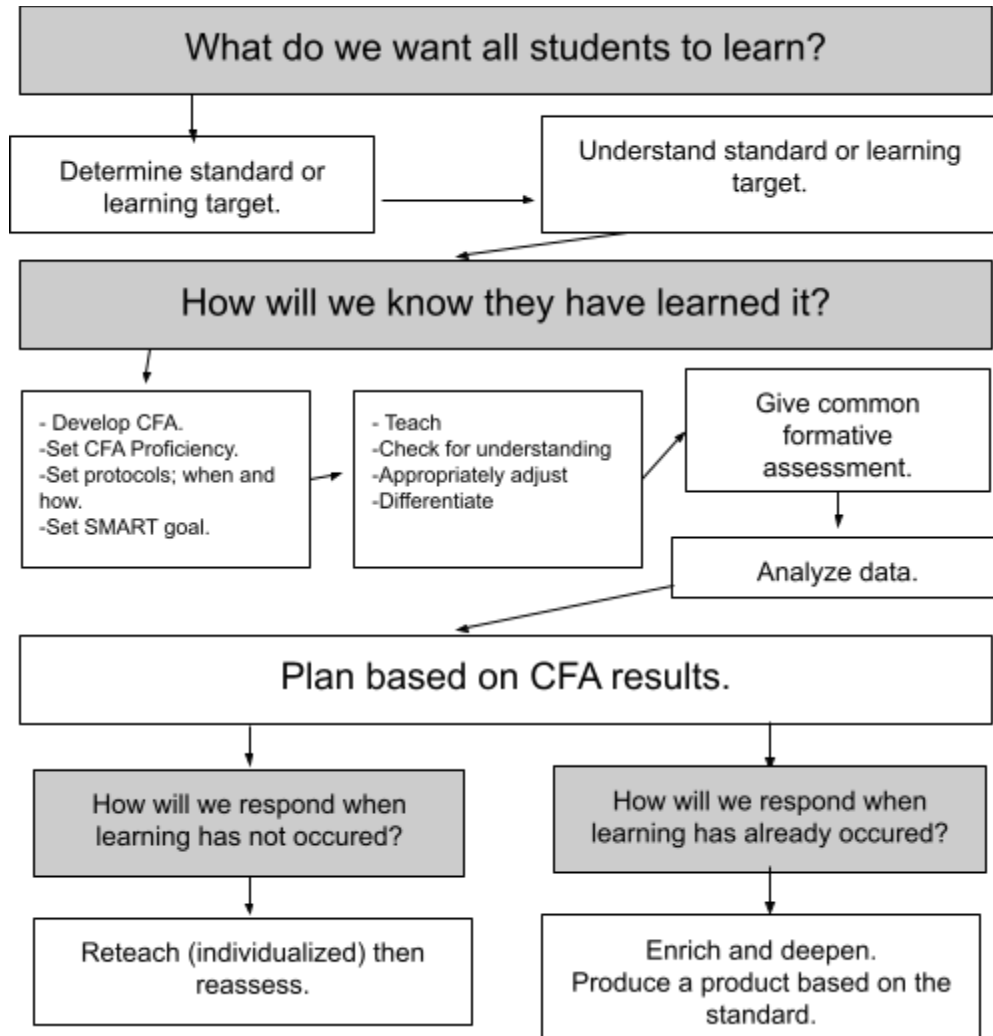 What do we want all students to learn?
Determine standard or
learning target.
Understand standard or learning
target.
How will we know they have learned it?
- Develop CFA.
-Set CFA Proficiency.
-Set protocols; when and
how.
-Set SMART goal.
- Teach
-Check for understanding
-Appropriately adjust
-Differentiate
Give common
formative
assessment.
Analyze data.
Plan based on CFA results.
How will we respond when
learning has not occured?
How will we respond when
learning has already occured?
Reteach (individualized) then
reassess.
Enrich and deepen.
Produce a product based on the
standard.